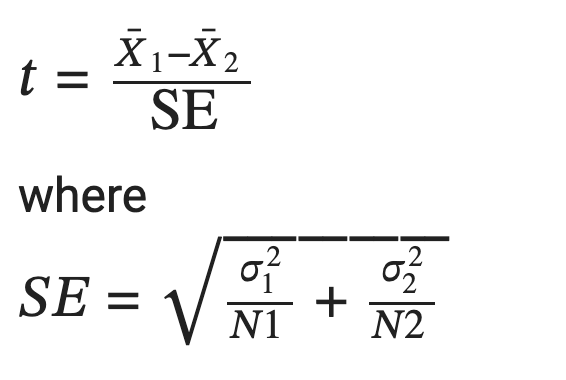 t = (X̄₁ − X̄₂) / SE
where
SE = √(σ₁²/N1 + σ₂²/N2)